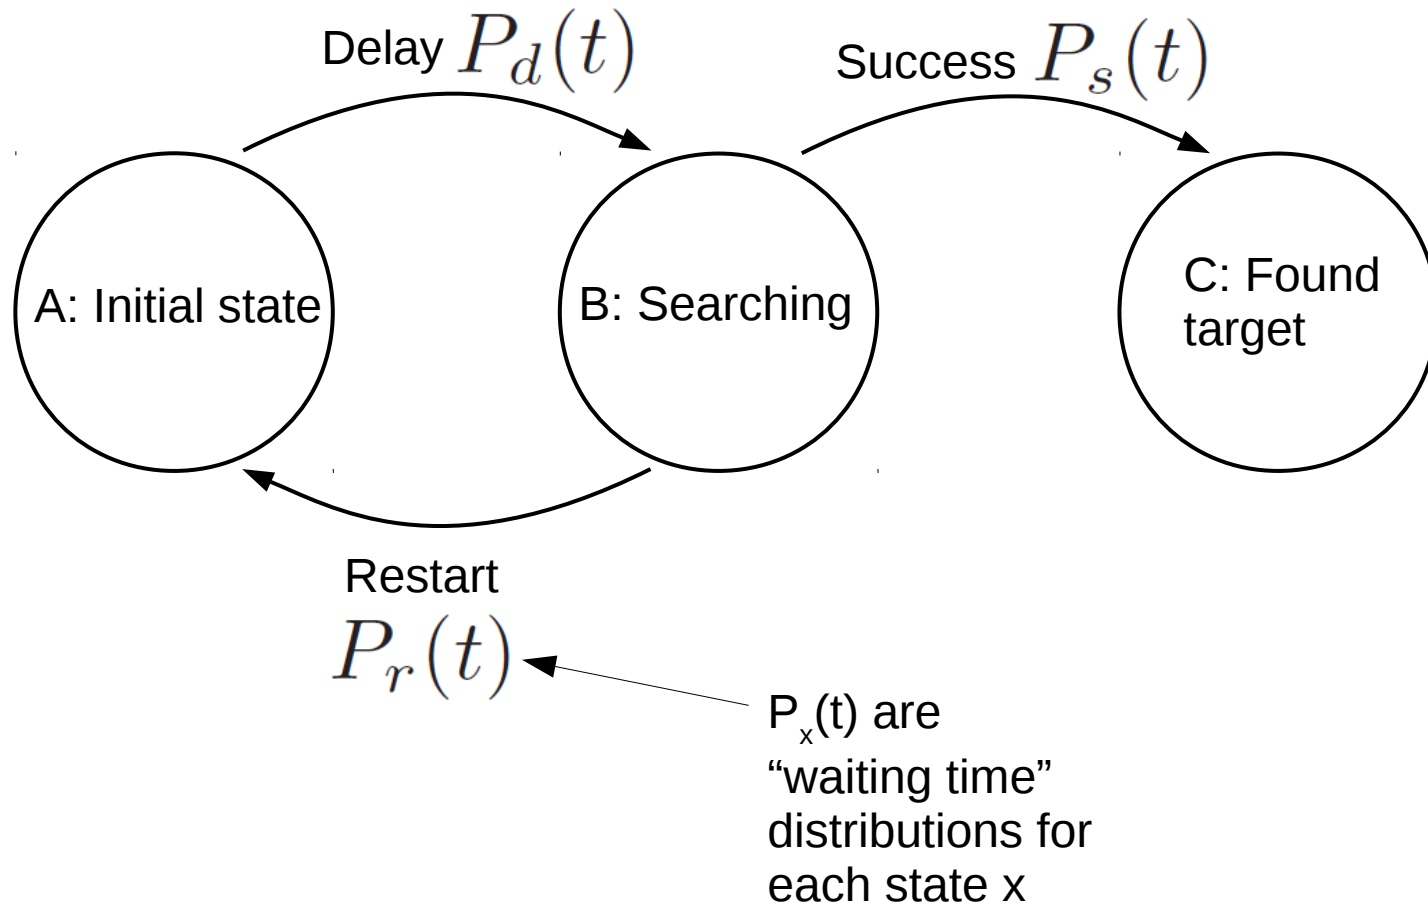 Delay P_d(t)
Success P_s(t)
A: Initial state
B: Searching
C: Found
target
Restart
P_r(t)
P_x(t) are
“waiting time”
distributions for
each state x